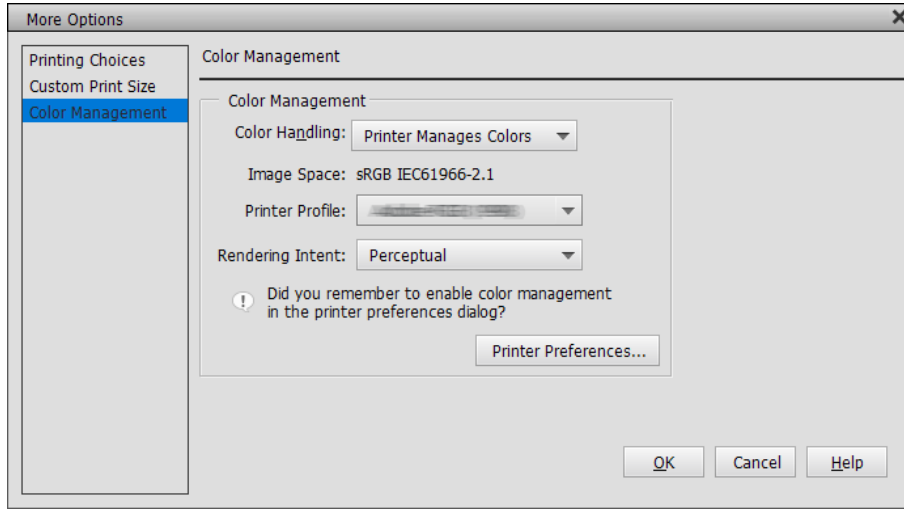 More Options
Printing Choices
Custom Print Size
Color Management
Color Management
Color Management
Color Handling: Printer Manages Colors
Image Space: sRGB IEC61966-2.1
Printer Profile:
Rendering Intent: Perceptual
Did you remember to enable color management
in the printer preferences dialog?
Printer Preferences...
OK Cancel Help